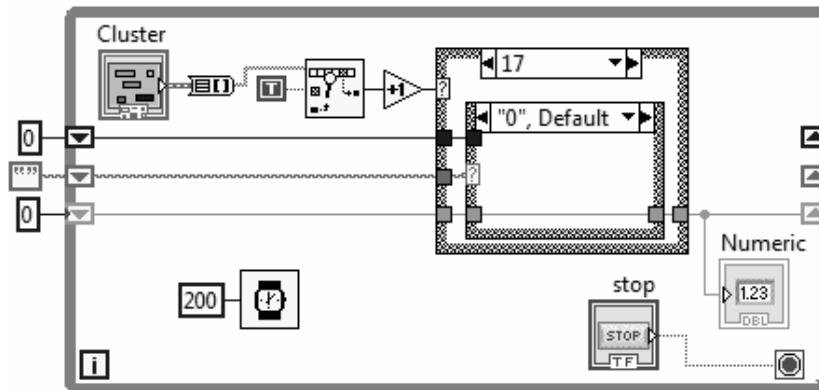 Cluster
17
T
+1
?
"0", Default
0
""
?
0
Numeric
1.23
DBL
200
stop
STOP
TF
i